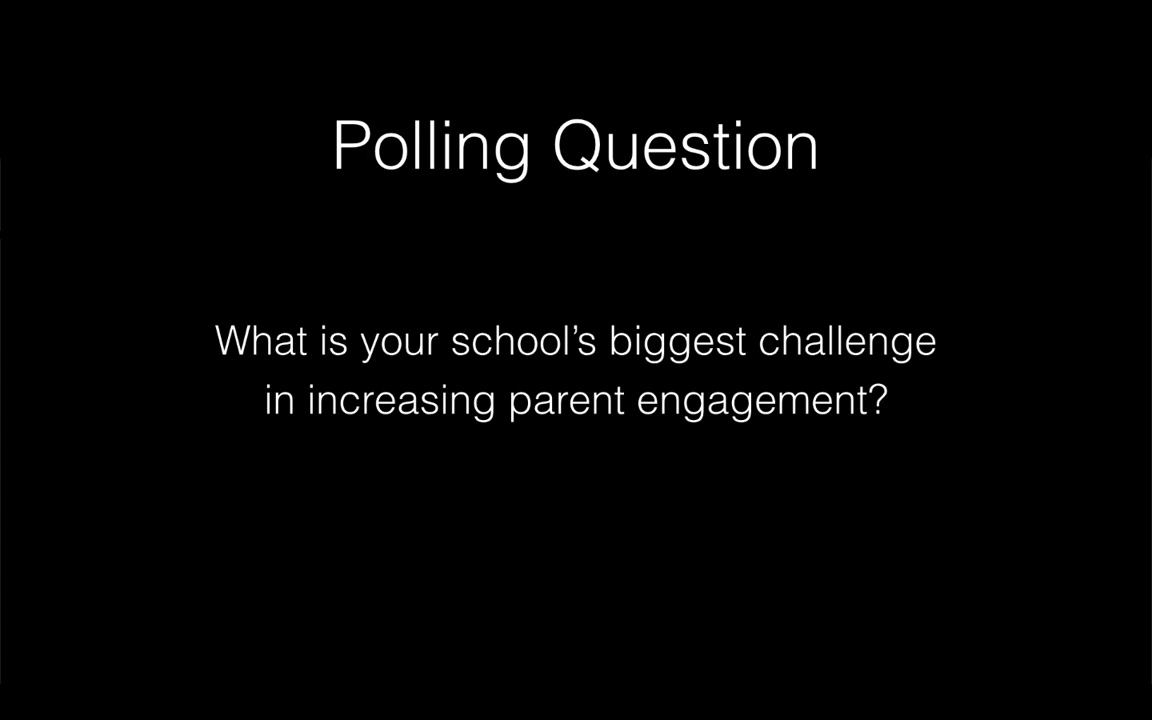 Polling Question
What is your school’s biggest challenge
in increasing parent engagement?